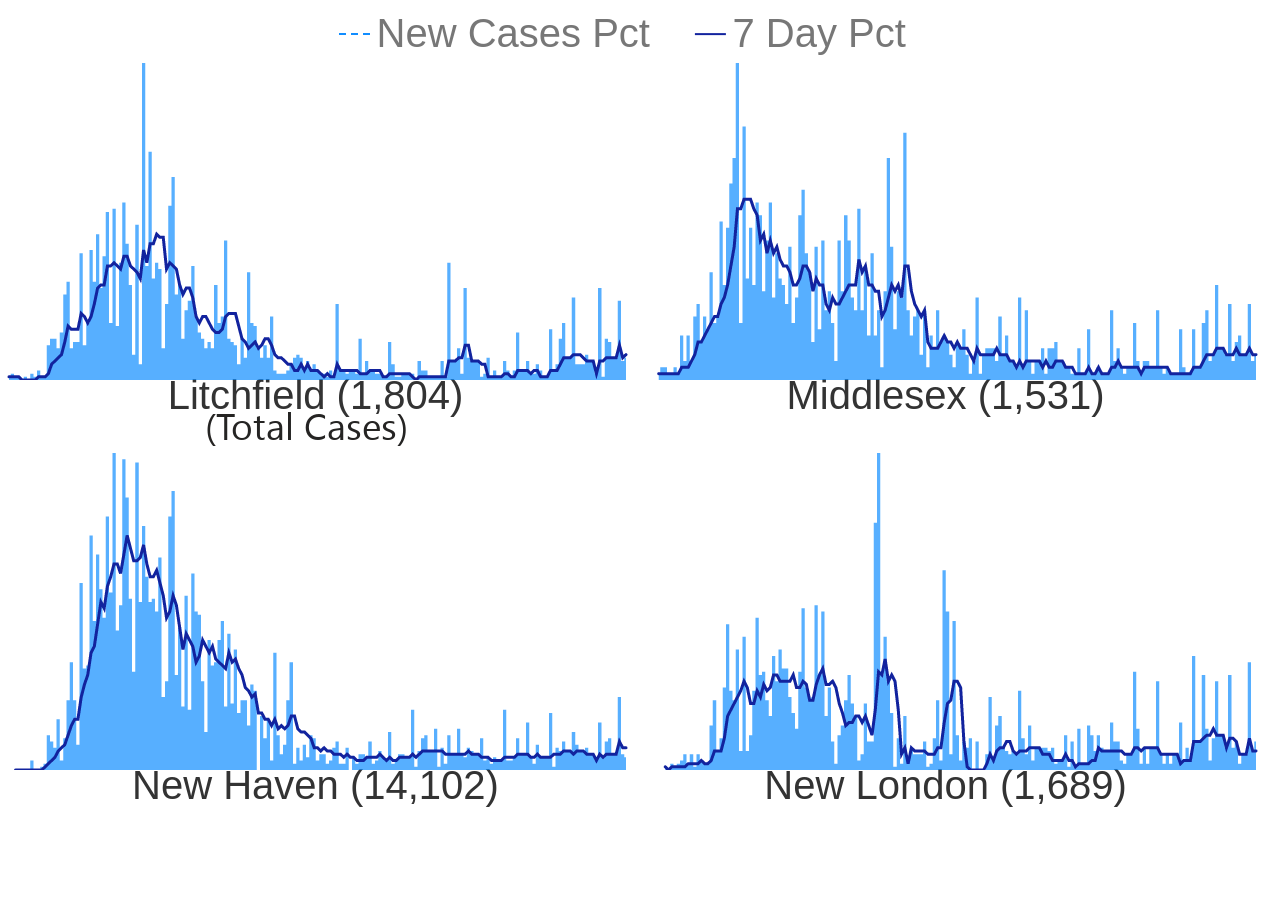 New Cases Pct 7 Day Pct
Litchfield (1,804) Middlesex (1,531)
(Total Cases)
New Haven (14,102) New London (1,689)